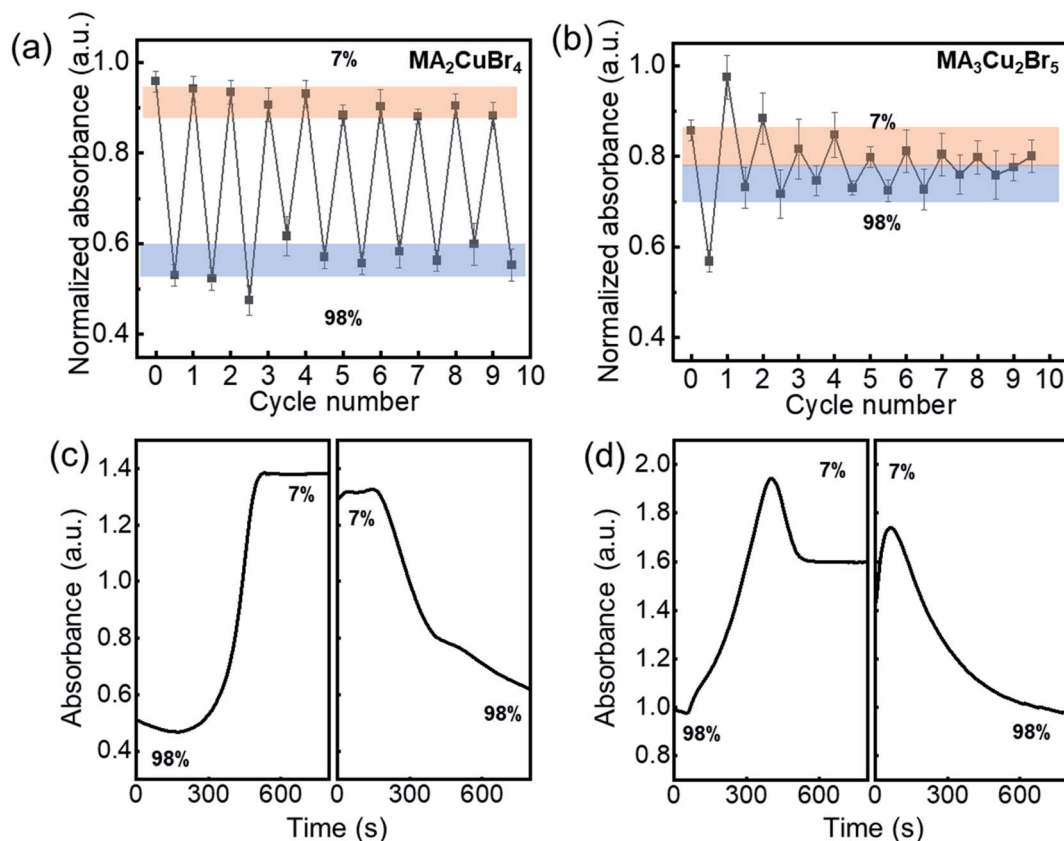 (a)
Normalized absorbance (a.u.)
1.0
0.8
0.6
0.4
7%
MA₂CuBr₄
98%
0 1 2 3 4 5 6 7 8 9 10
Cycle number
(b)
Normalized absorbance (a.u.)
1.0
0.8
0.6
0.4
MA₃Cu₂Br₅
7%
98%
0 1 2 3 4 5 6 7 8 9 10
Cycle number
(c)
Absorbance (a.u.)
1.4
1.2
1.0
0.8
0.6
0.4
7%
98%
7%
98%
0 300 600 0 300 600
Time (s)
(d)
Absorbance (a.u.)
2.0
1.8
1.6
1.4
1.2
1.0
0.8
7%
98%
7%
98%
0 300 600 0 300 600
Time (s)